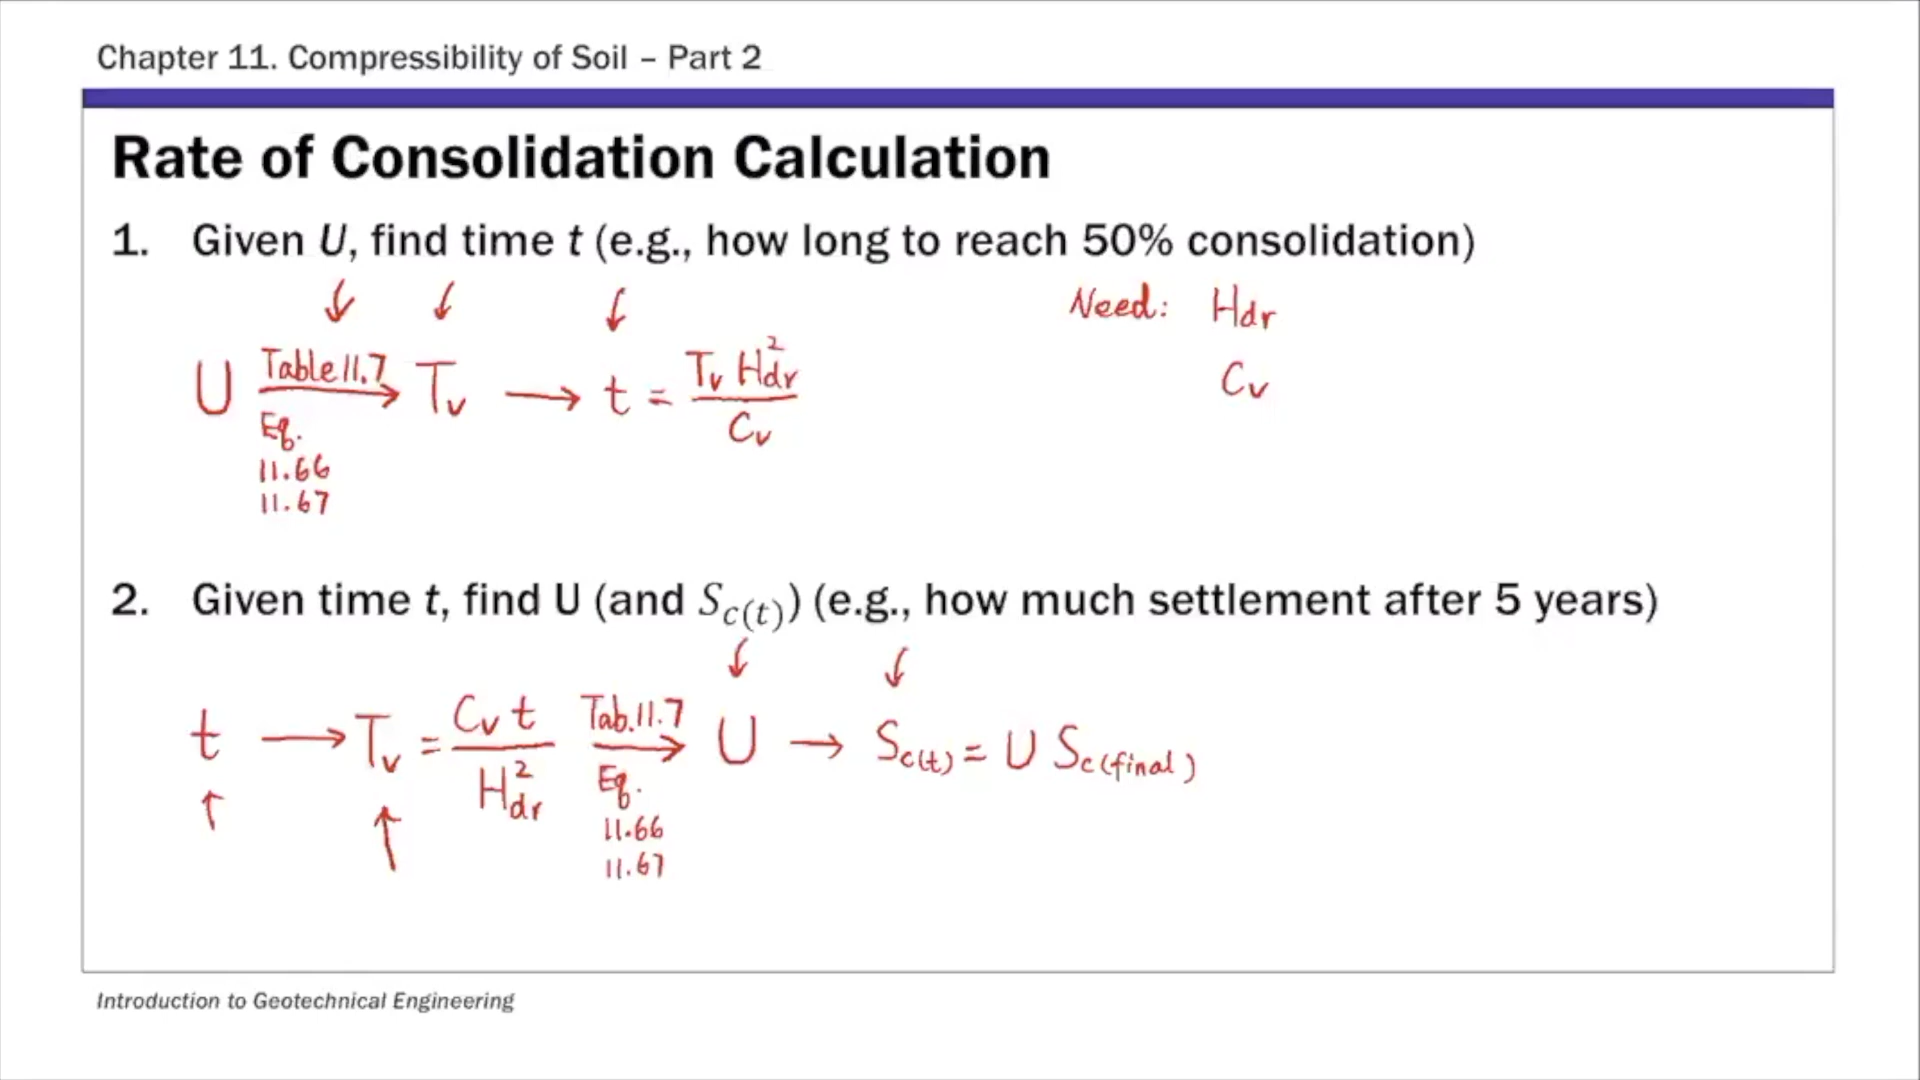 Chapter 11. Compressibility of Soil – Part 2
Rate of Consolidation Calculation
1. Given U, find time t (e.g., how long to reach 50% consolidation)
Need: Hdr
Cv
U Table 11.7 → Tv → t = Tv Hdr² / Cv
Eq.
11.66
11.67
2. Given time t, find U (and Sc(t)) (e.g., how much settlement after 5 years)
t → Tv = Cv t / Hdr² Tab. 11.7 → U → Sc(t) = U Sc(final)
Eq.
11.66
11.67
Introduction to Geotechnical Engineering